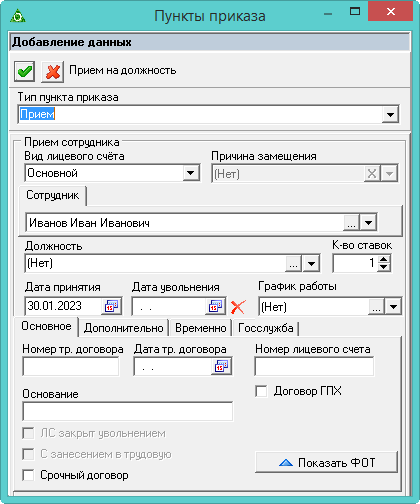 Пункты приказа
Добавление данных
Прием на должность
Тип пункта приказа
Прием
Прием сотрудника
Вид лицевого счёта Причина замещения
Основной (Нет) X
Сотрудник
Иванов Иван Иванович ...
Должность К-во ставок
(Нет) ... 1
Дата принятия Дата увольнения График работы
30.01.2023 15 . . 15 (Нет) ...
Основное Дополнительно Временно Госслужба
Номер тр. договора Дата тр. договора Номер лицевого счета
. . 15
Основание Договор ГПХ
ЛС закрыт увольнением
С занесением в трудовую
Срочный договор Показать ФОТ